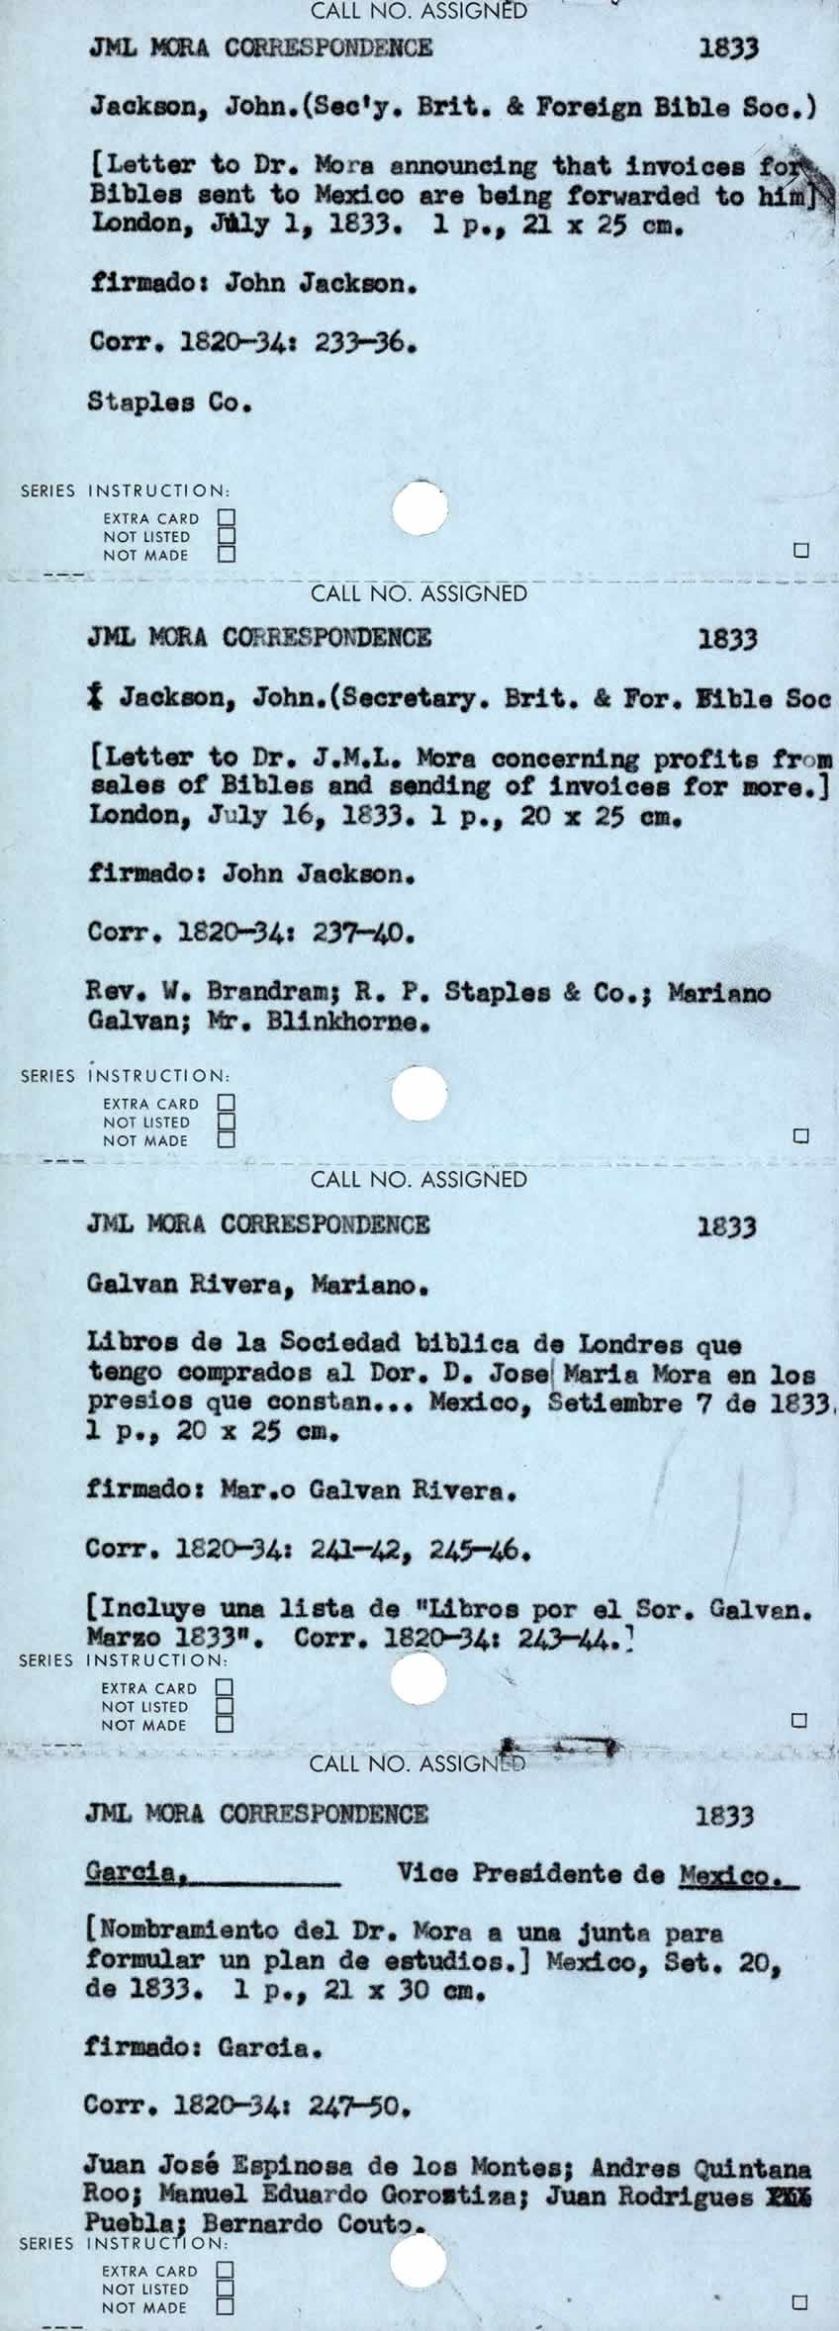 CALL NO. ASSIGNED
JML MORA CORRESPONDENCE 1833
Jackson, John.(Sec'y. Brit. & Foreign Bible Soc.)
[Letter to Dr. Mora announcing that invoices for
Bibles sent to Mexico are being forwarded to him]
London, July 1, 1833. 1 p., 21 x 25 cm.
firmado: John Jackson.
Corr. 1820-34: 233-36.
Staples Co.
SERIES INSTRUCTION:
EXTRA CARD
NOT LISTED
NOT MADE
CALL NO. ASSIGNED
JML MORA CORRESPONDENCE 1833
Jackson, John.(Secretary. Brit. & For. Bible Soc
[Letter to Dr. J.M.L. Mora concerning profits from
sales of Bibles and sending of invoices for more.]
London, July 16, 1833. 1 p., 20 x 25 cm.
firmado: John Jackson.
Corr. 1820-34: 237-40.
Rev. W. Brandram; R. P. Staples & Co.; Mariano
Galvan; Mr. Blinkhorne.
SERIES INSTRUCTION:
EXTRA CARD
NOT LISTED
NOT MADE
CALL NO. ASSIGNED
JML MORA CORRESPONDENCE 1833
Galvan Rivera, Mariano.
Libros de la Sociedad biblica de Londres que
tengo comprados al Dor. D. Jose Maria Mora en los
presios que constan... Mexico, Setiembre 7 de 1833.
1 p., 20 x 25 cm.
firmado: Mar.o Galvan Rivera.
Corr. 1820-34: 241-42, 245-46.
[Incluye una lista de "Libros por el Sor. Galvan.
Marzo 1833". Corr. 1820-34: 243-44.]
SERIES INSTRUCTION:
EXTRA CARD
NOT LISTED
NOT MADE
CALL NO. ASSIGNED
JML MORA CORRESPONDENCE 1833
Garcia,__________ Vice Presidente de Mexico.
[Nombramiento del Dr. Mora a una junta para
formular un plan de estudios.] Mexico, Set. 20,
de 1833. 1 p., 21 x 30 cm.
firmado: Garcia.
Corr. 1820-34: 247-50.
Juan José Espinosa de los Montes; Andres Quintana
Roo; Manuel Eduardo Gorostiza; Juan Rodrigues
Puebla; Bernardo Couto.
SERIES INSTRUCTION:
EXTRA CARD
NOT LISTED
NOT MADE